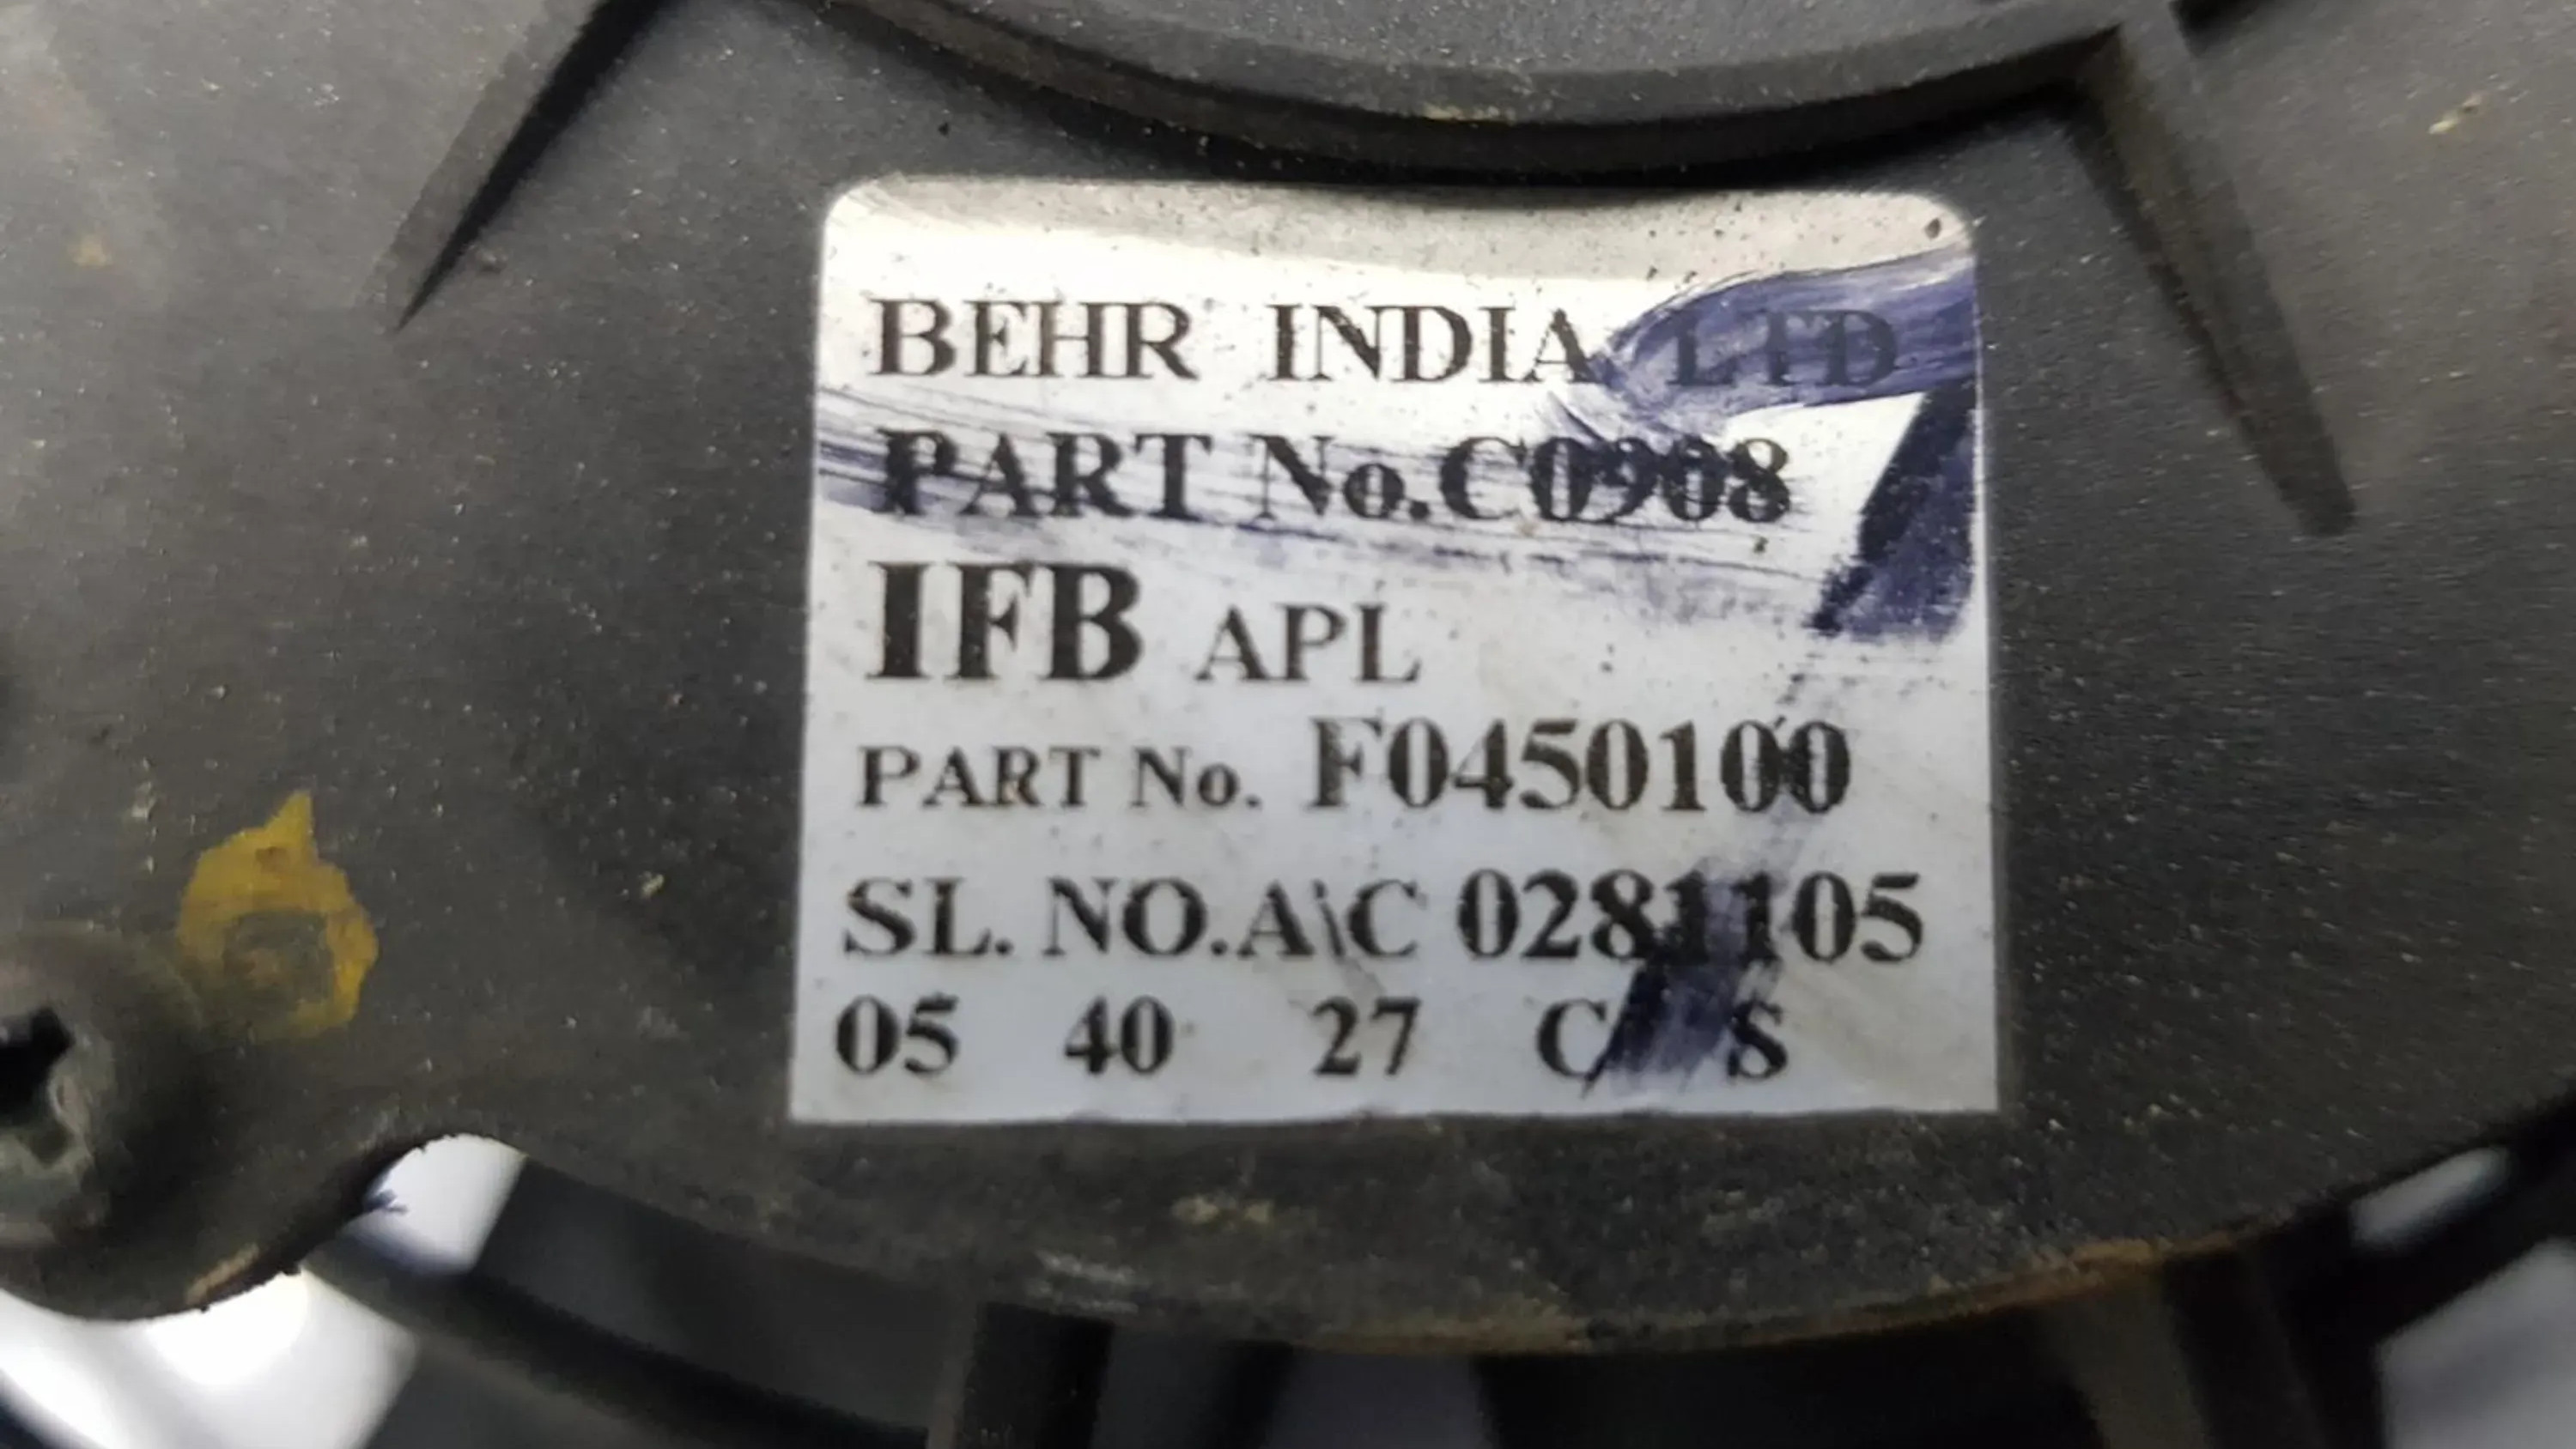 BEHR INDIA LTD
PART No.C0908
IFB APL
PART No. F0450100
SL. NO.A\C 0281105
05 40 27 C S